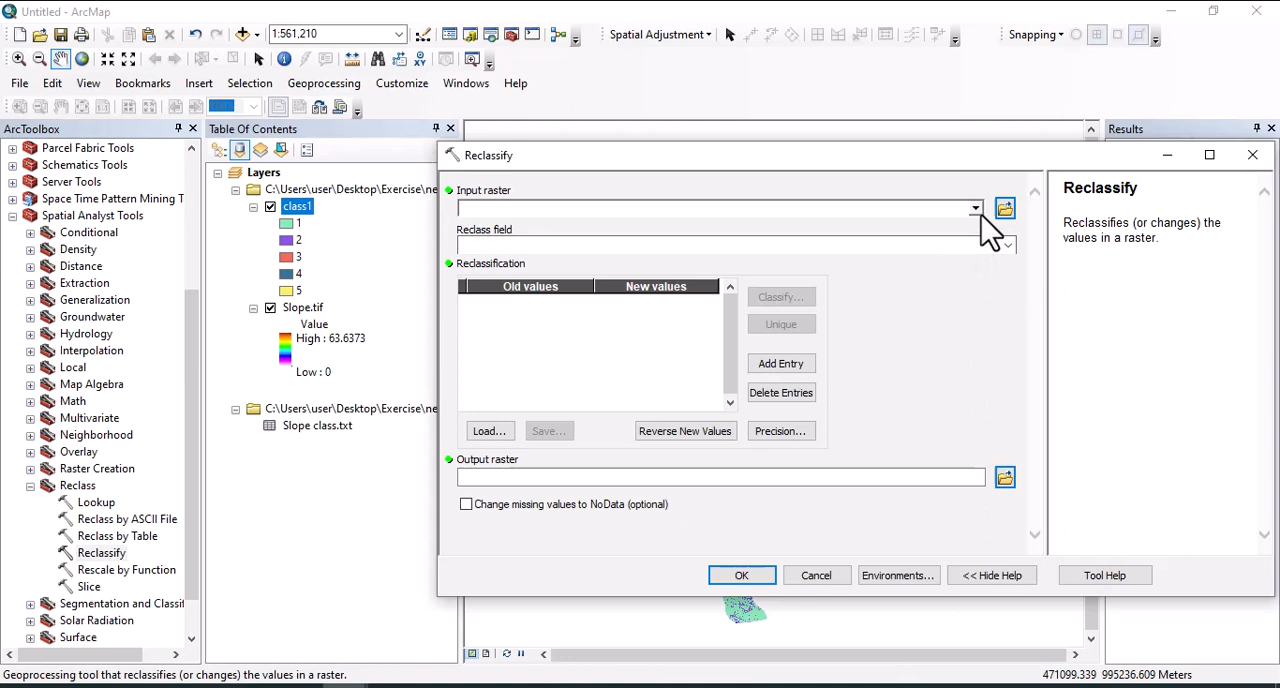 Untitled - ArcMap
1:561,210
Spatial Adjustment
Snapping
File Edit View Bookmarks Insert Selection Geoprocessing Customize Windows Help
ArcToolbox
Parcel Fabric Tools
Schematics Tools
Server Tools
Space Time Pattern Mining T
Spatial Analyst Tools
Conditional
Density
Distance
Extraction
Generalization
Groundwater
Hydrology
Interpolation
Local
Map Algebra
Math
Multivariate
Neighborhood
Overlay
Raster Creation
Reclass
Lookup
Reclass by ASCII File
Reclass by Table
Reclassify
Rescale by Function
Slice
Segmentation and Classif
Solar Radiation
Surface
Table Of Contents
Layers
C:\Users\user\Desktop\Exercise\ne
class1
1
2
3
4
5
Slope.tif
Value
High : 63.6373
Low : 0
C:\Users\user\Desktop\Exercise\ne
Slope class.txt
Results
Reclassify
Input raster
Reclass field
Reclassification
Old values New values
Classify...
Unique
Add Entry
Delete Entries
Load... Save... Reverse New Values Precision...
Output raster
Change missing values to NoData (optional)
OK Cancel Environments... << Hide Help Tool Help
Reclassify
Reclassifies (or changes) the
values in a raster.
Geoprocessing tool that reclassifies (or changes) the values in a raster.
471099.339 995236.609 Meters